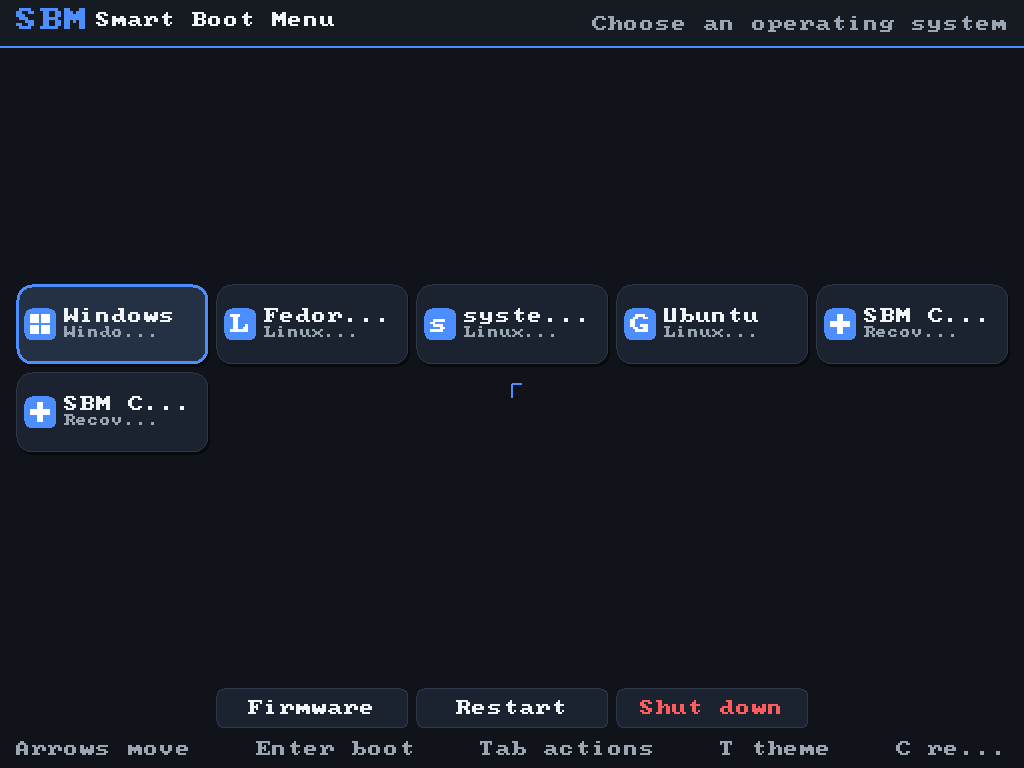 SBM Smart Boot Menu
Choose an operating system
Windows
Windo...
L
Fedor...
Linux...
s
syste...
Linux...
G
Ubuntu
Linux...
SBM C...
Recov...
SBM C...
Recov...
Firmware
Restart
Shut down
Arrows move
Enter boot
Tab actions
T theme
C re...